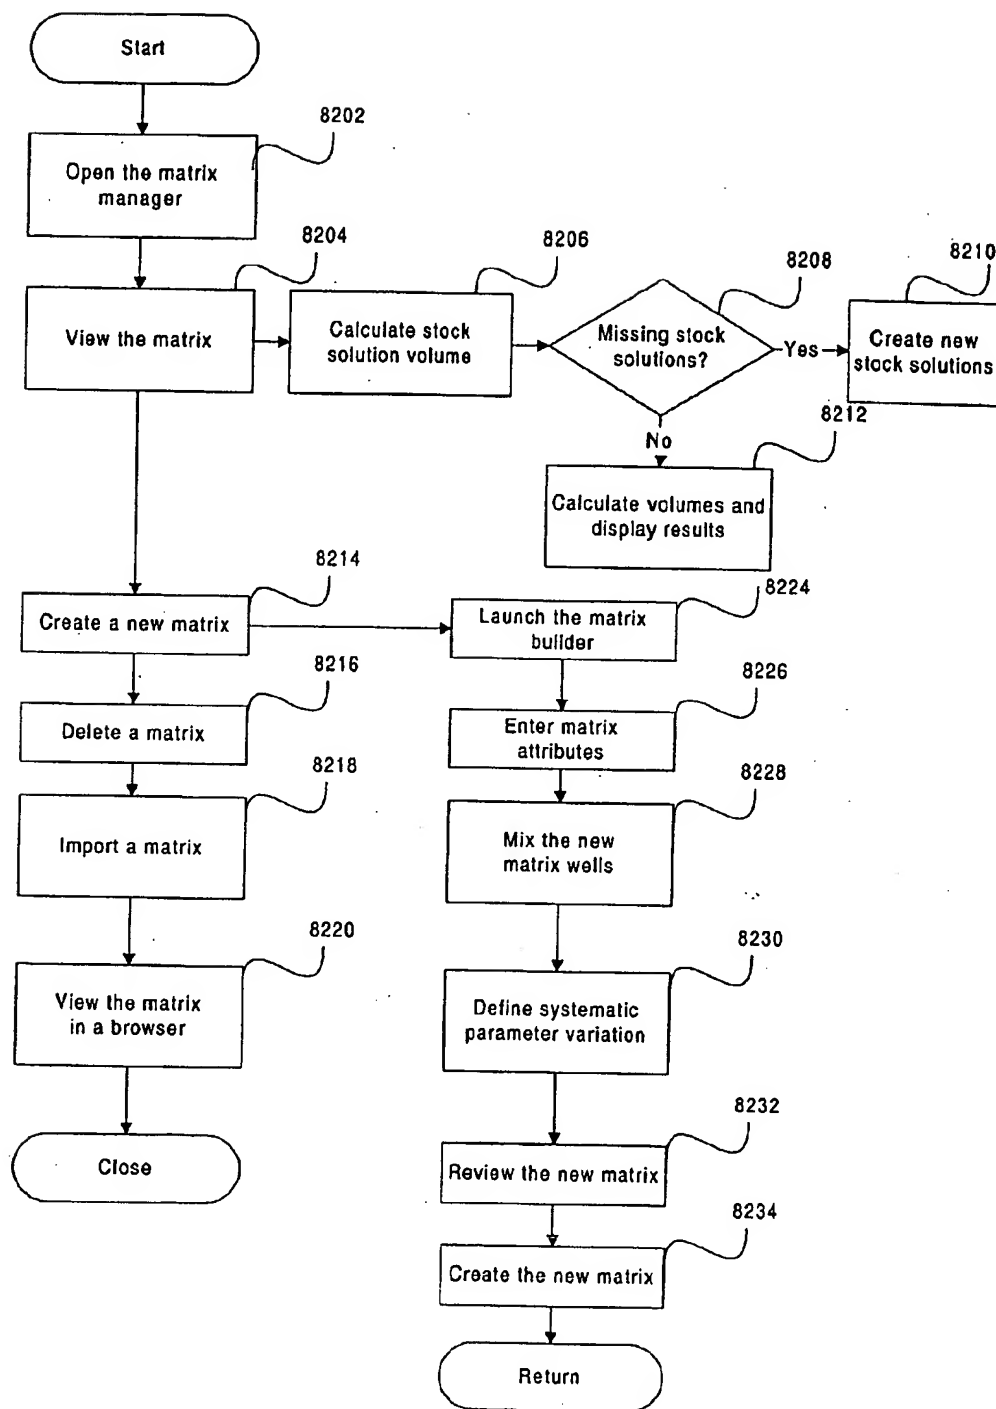 Start
8202
Open the matrix
manager
8204
View the matrix
8206
Calculate stock
solution volume
8208
Missing stock
solutions?
Yes
8210
Create new
stock solutions
No
8212
Calculate volumes and
display results
8214
Create a new matrix
8216
Delete a matrix
8218
Import a matrix
8220
View the matrix
in a browser
Close
8224
Launch the matrix
builder
8226
Enter matrix
attributes
8228
Mix the new
matrix wells
8230
Define systematic
parameter variation
8232
Review the new matrix
8234
Create the new matrix
Return